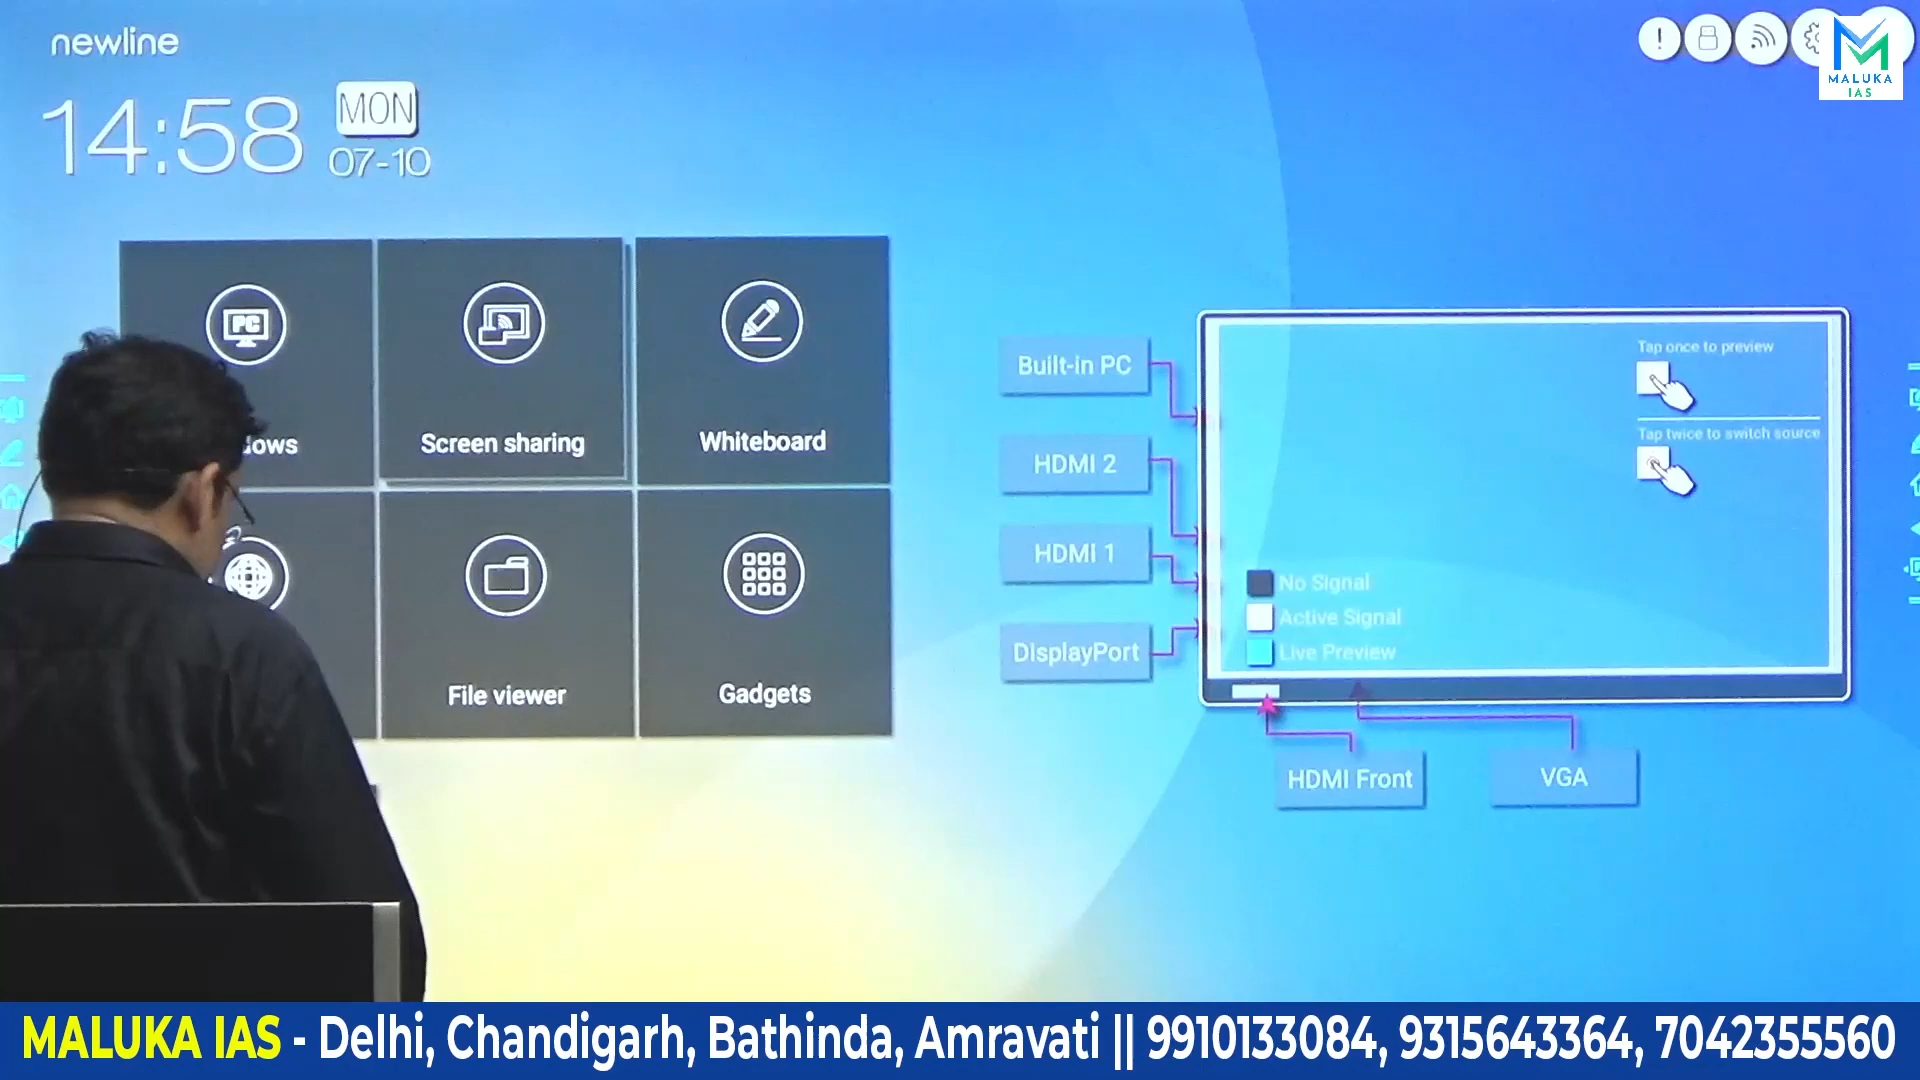 newline
14:58
MON
07-10
MALUKA
IAS
PC
Screen sharing
Whiteboard
File viewer
Gadgets
Built-in PC
HDMI 2
HDMI 1
DisplayPort
Tap once to preview
Tap twice to switch source
No Signal
Active Signal
Live Preview
HDMI Front
VGA
MALUKA IAS - Delhi, Chandigarh, Bathinda, Amravati || 9910133084, 9315643364, 7042355560